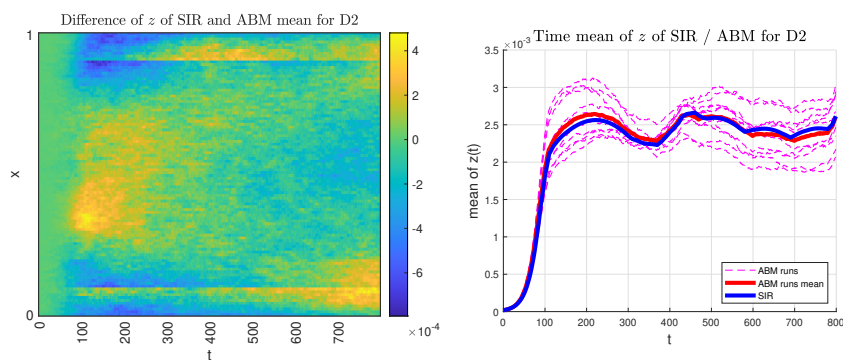 Difference of z of SIR and ABM mean for D2
1
x
0
0 100 200 300 400 500 600 700
t
4
2
0
-2
-4
-6
×10⁻⁴
Time mean of z of SIR / ABM for D2
×10⁻³
3.5
3
2.5
2
1.5
1
0.5
0
mean of z(t)
0 100 200 300 400 500 600 700 800
t
ABM runs
ABM runs mean
SIR